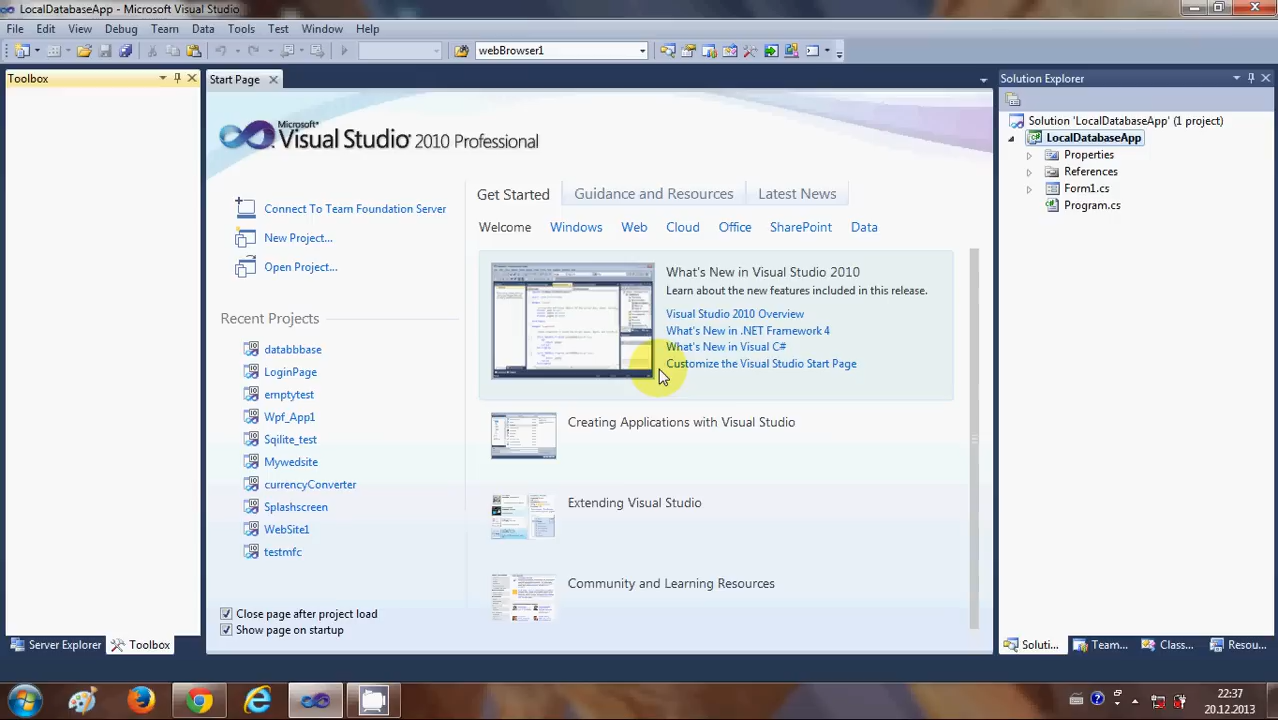 LocalDatabaseApp - Microsoft Visual Studio
File Edit View Debug Team Data Tools Test Window Help
webBrowser1
Toolbox
Start Page
Solution Explorer
Microsoft®
Visual Studio® 2010 Professional
Solution 'LocalDatabaseApp' (1 project)
LocalDatabaseApp
Properties
References
Form1.cs
Program.cs
Connect To Team Foundation Server
New Project...
Open Project...
Recent Projects
databbbase
LoginPage
emptytest
Wpf_App1
Sqilite_test
Mywedsite
currencyConverter
Splashscreen
WebSite1
testmfc
Close page after project load
Show page on startup
Get Started Guidance and Resources Latest News
Welcome Windows Web Cloud Office SharePoint Data
What's New in Visual Studio 2010
Learn about the new features included in this release.
Visual Studio 2010 Overview
What's New in .NET Framework 4
What's New in Visual C#
Customize the Visual Studio Start Page
Creating Applications with Visual Studio
Extending Visual Studio
Community and Learning Resources
Server Explorer Toolbox
Soluti... Team... Class... Resou...
22:37
20.12.2013